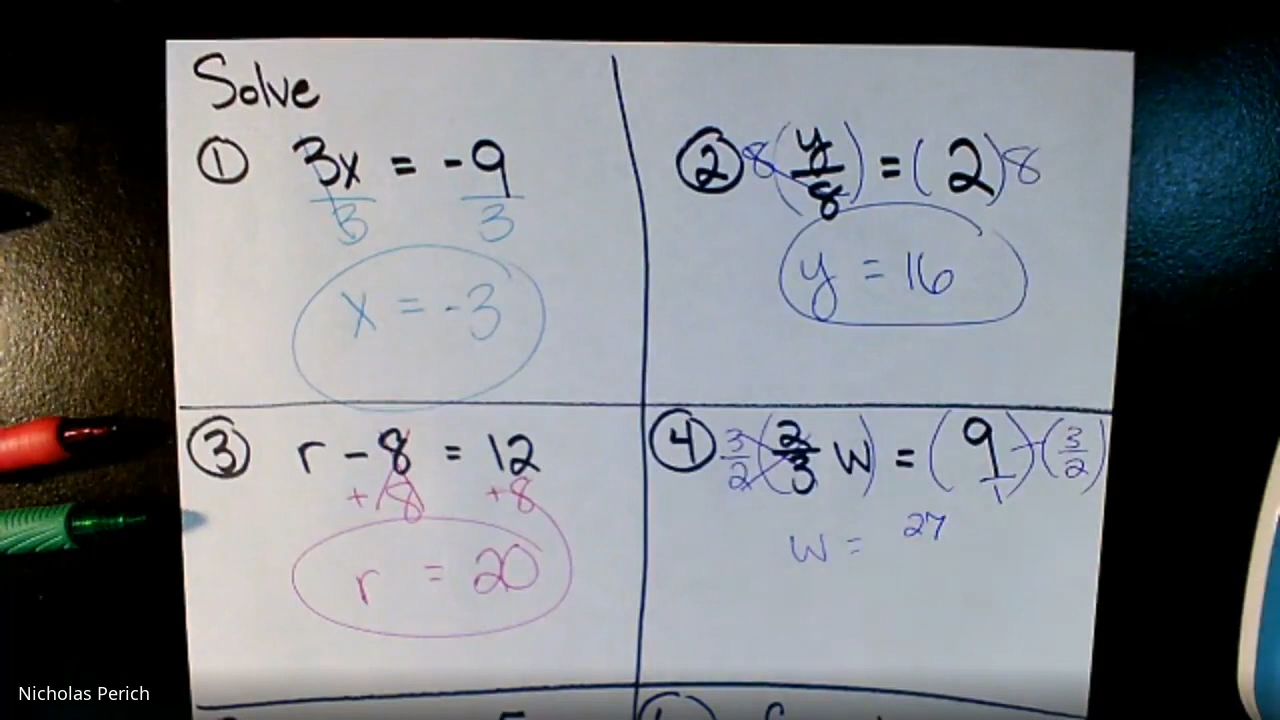 Solve
① 3x = -9
3 3
x = -3
② 8(y/8) = (2)8
y = 16
③ r - 8 = 12
+8 +8
r = 20
④ 3/2(2/3 w) = (9/1)(3/2)
w = 27
Nicholas Perich